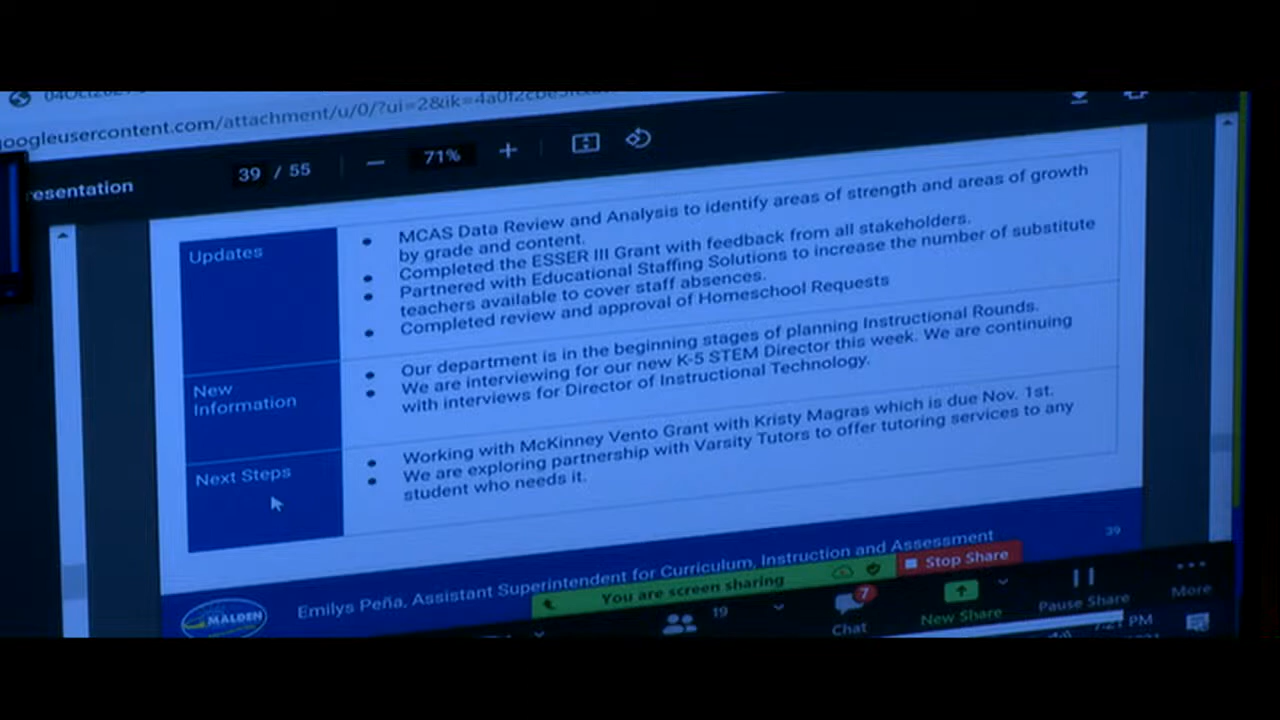 googleusercontent.com/attachment/u/0/?ui=2&ik=4a0f2cbe
39 / 55
71%
resentation
Updates
MCAS Data Review and Analysis to identify areas of strength and areas of growth
by grade and content.
Completed the ESSER III Grant with feedback from all stakeholders.
Partnered with Educational Staffing Solutions to increase the number of substitute
teachers available to cover staff absences.
Completed review and approval of Homeschool Requests
New
Information
Our department is in the beginning stages of planning Instructional Rounds.
We are interviewing for our new K-5 STEM Director this week. We are continuing
with interviews for Director of Instructional Technology.
Next Steps
Working with McKinney Vento Grant with Kristy Magras which is due Nov. 1st.
We are exploring partnership with Varsity Tutors to offer tutoring services to any
student who needs it.
39
MALDEN
Emilys Peña, Assistant Superintendent for Curriculum, Instruction and Assessment
You are screen sharing
Stop Share
19
7
Chat
New Share
Pause Share
More
PM